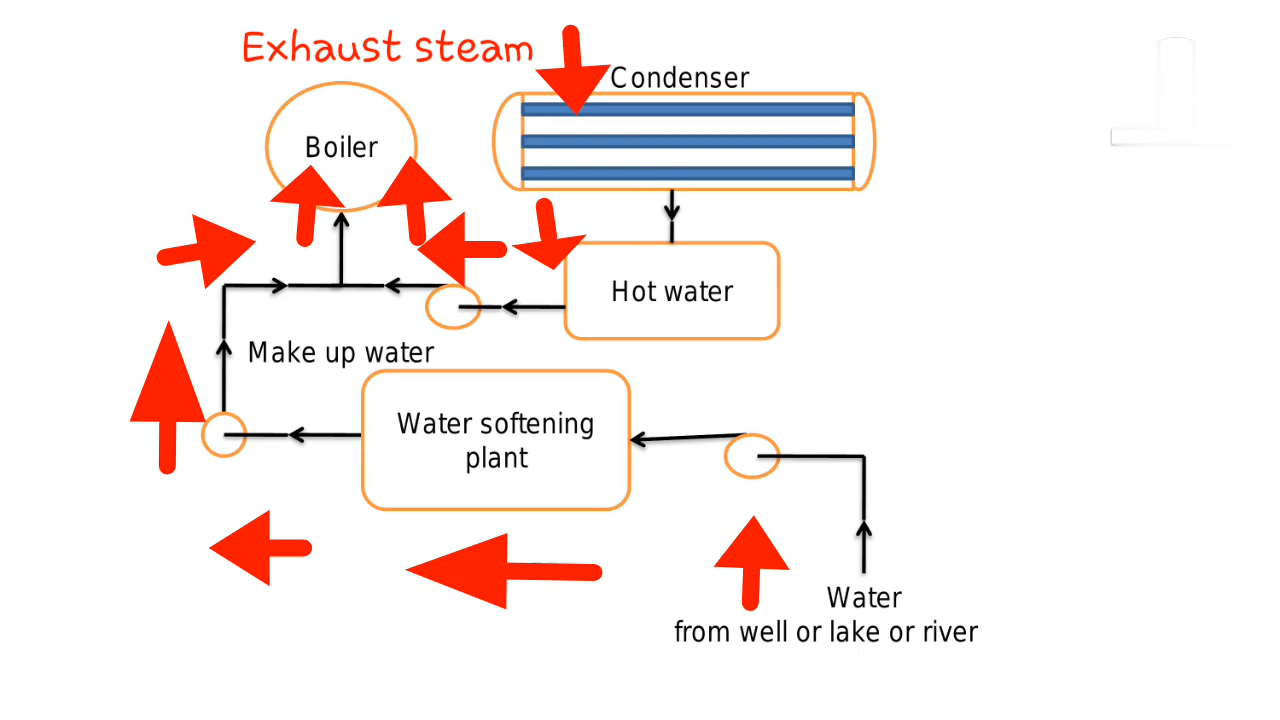 Exhaust steam
Condenser
Boiler
Hot water
Make up water
Water softening
plant
Water
from well or lake or river